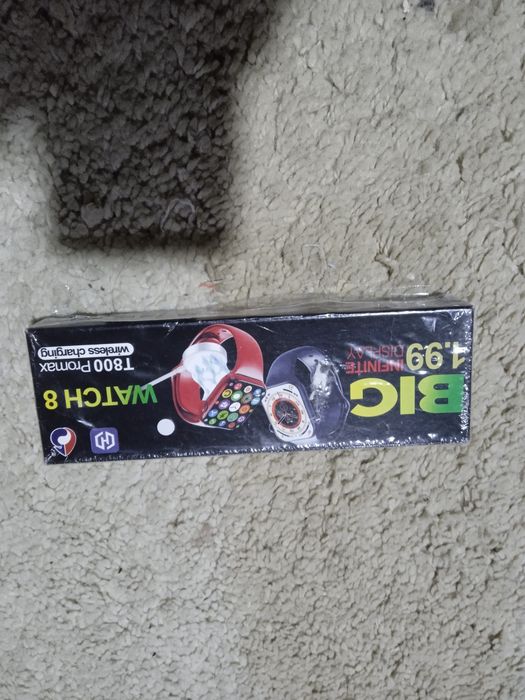 BIG
1.99
INFINITE
DISPLAY
WATCH 8
T800 Promax
wireless charging